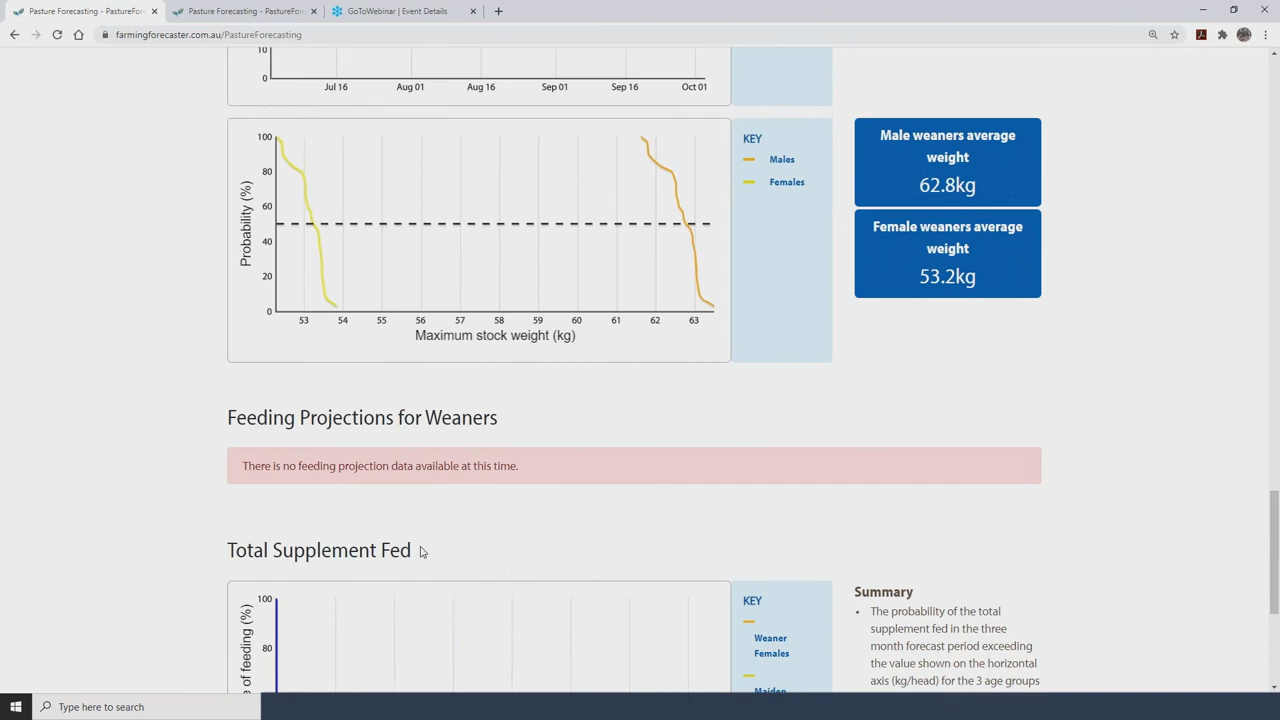 Pasture Forecasting - PastureFore
Pasture Forecasting - PastureFore
GoToWebinar | Event Details
farmingforecaster.com.au/PastureForecasting
10
0
Jul 16
Aug 01
Aug 16
Sep 01
Sep 16
Oct 01
100
80
60
40
20
0
Probability (%)
53
54
55
56
57
58
59
60
61
62
63
Maximum stock weight (kg)
KEY
Males
Females
Male weaners average
weight
62.8kg
Female weaners average
weight
53.2kg
Feeding Projections for Weaners
There is no feeding projection data available at this time.
Total Supplement Fed
100
80
e of feeding (%)
KEY
Weaner
Females
Maiden
Summary
• The probability of the total
supplement fed in the three
month forecast period exceeding
the value shown on the horizontal
axis (kg/head) for the 3 age groups
Type here to search